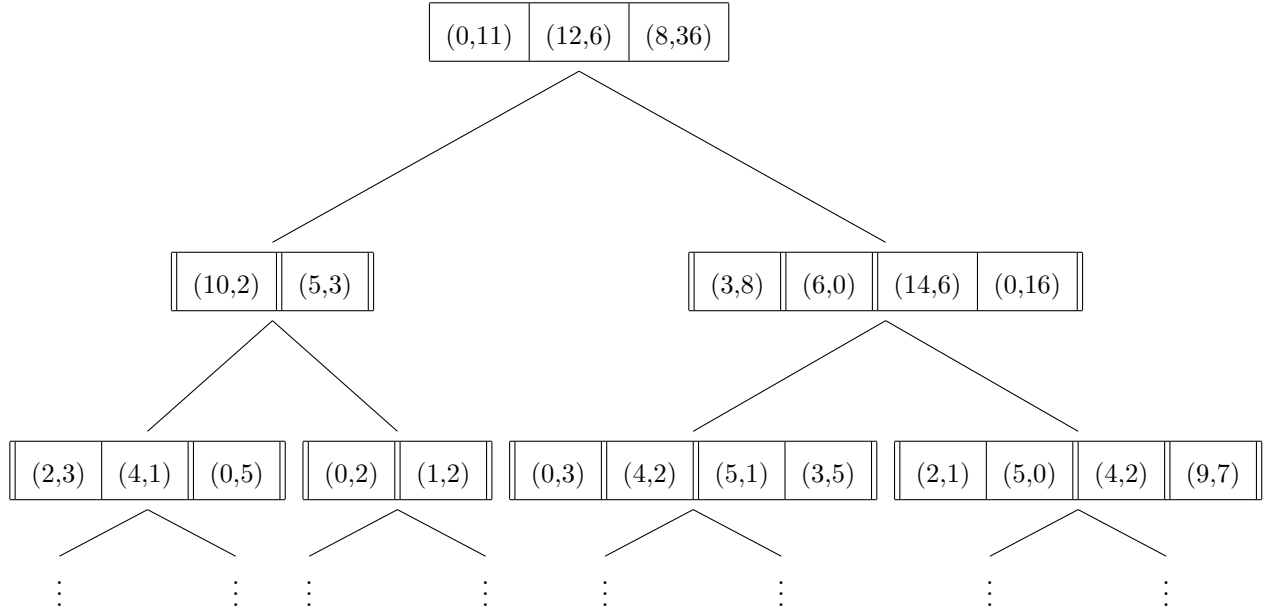 (0,11) (12,6) (8,36)
(10,2) (5,3) (3,8) (6,0) (14,6) (0,16)
(2,3) (4,1) (0,5) (0,2) (1,2) (0,3) (4,2) (5,1) (3,5) (2,1) (5,0) (4,2) (9,7)
⋮ ⋮ ⋮ ⋮ ⋮ ⋮ ⋮ ⋮